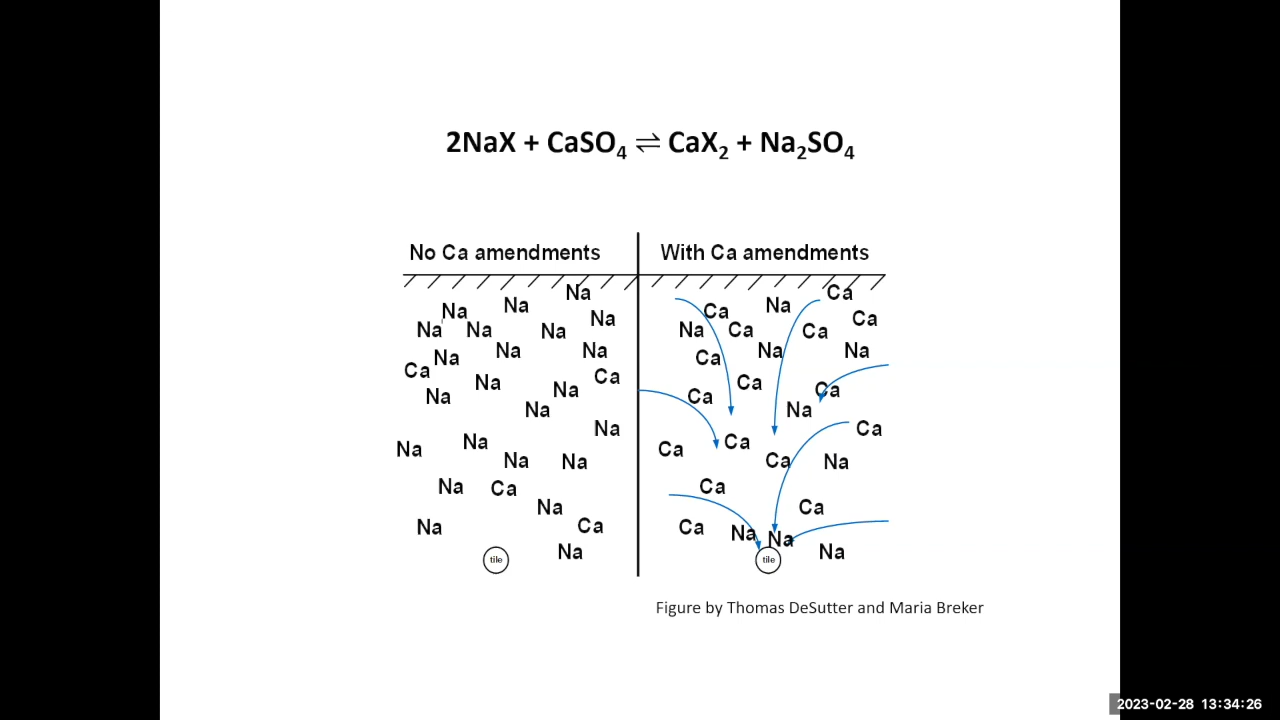 2NaX + CaSO₄ ⇌ CaX₂ + Na₂SO₄
No Ca amendments
With Ca amendments
Na
Na Na
Na Na
Na Na Na
Na Na
Na
Ca
Na
Ca
Na
Na
Na
Na
Na
Na
Na
Na
Na
Na
Ca
Na
Na
Ca
Na
tile
Ca
Ca Na
Ca
Na Ca Ca
Ca Na Na
Ca
Ca Ca
Na
Ca
Ca
Ca
Ca Na
Ca
Ca
Ca Na Na
Na
tile
Figure by Thomas DeSutter and Maria Breker
2023-02-28 13:34:26